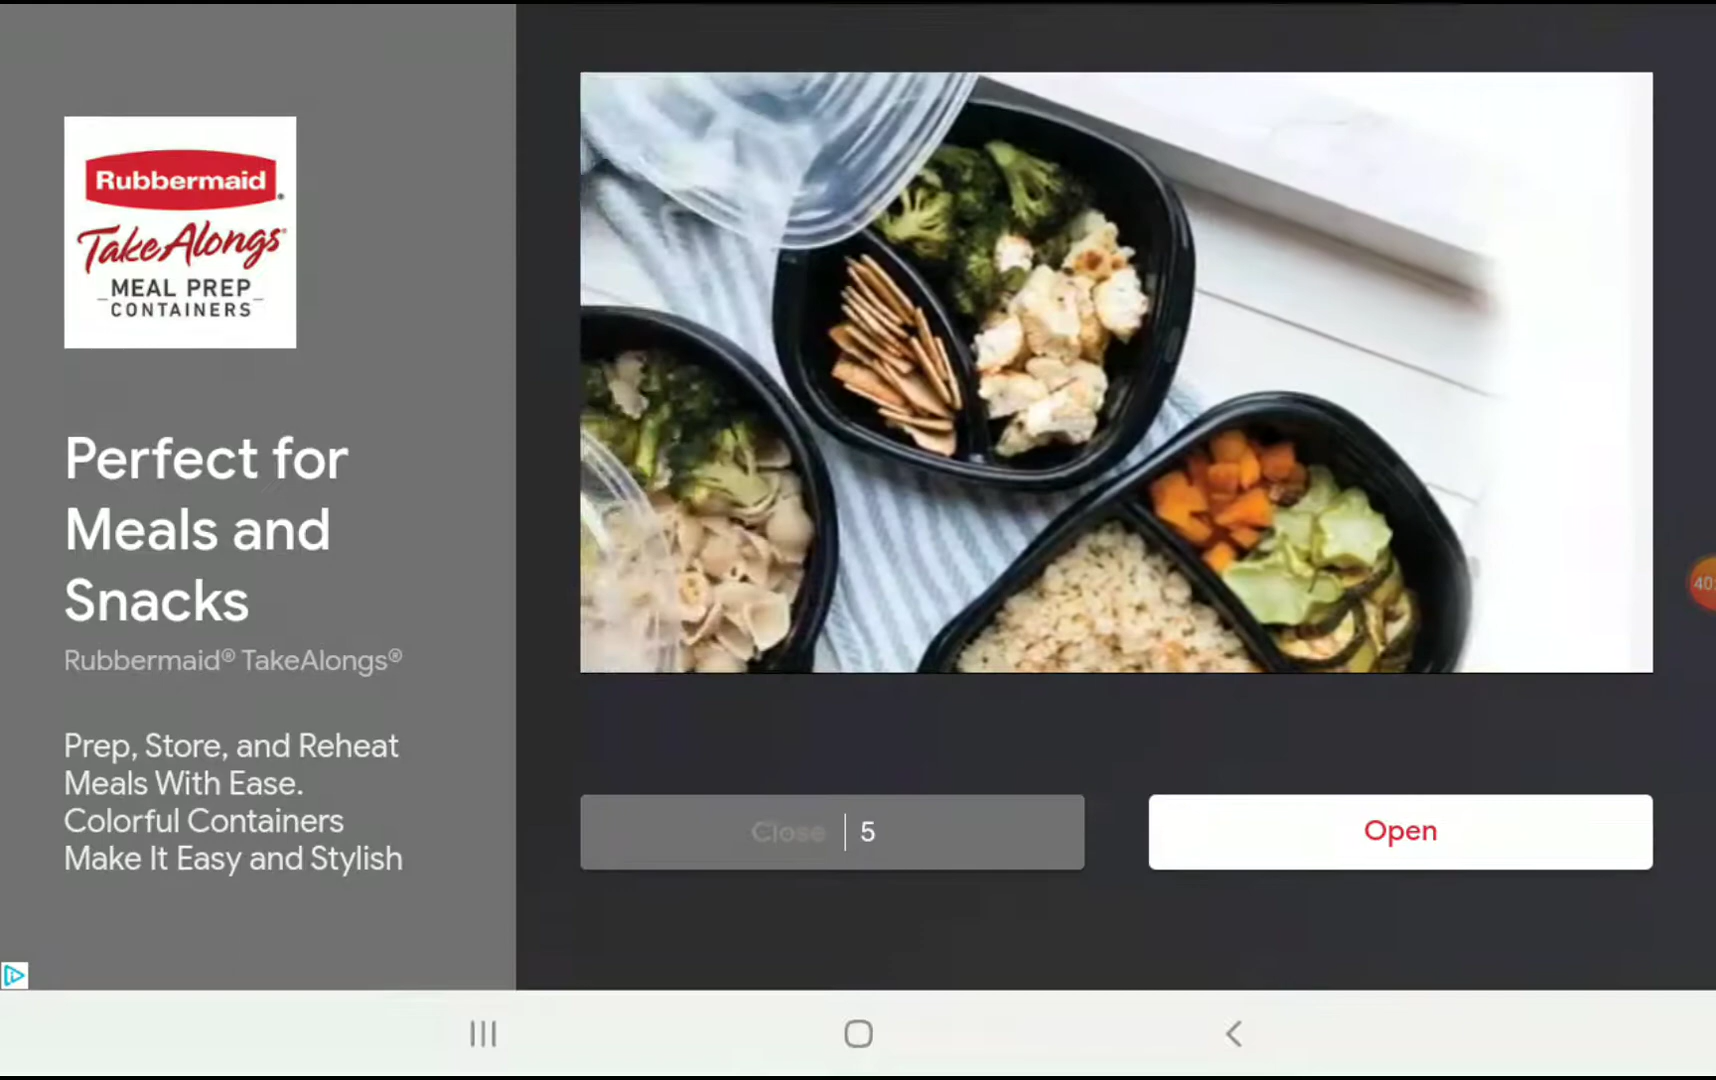 Rubbermaid
TakeAlongs®
MEAL PREP
CONTAINERS
Perfect for
Meals and
Snacks
Rubbermaid® TakeAlongs®
Prep, Store, and Reheat
Meals With Ease.
Colorful Containers
Make It Easy and Stylish
Close | 5
Open
40